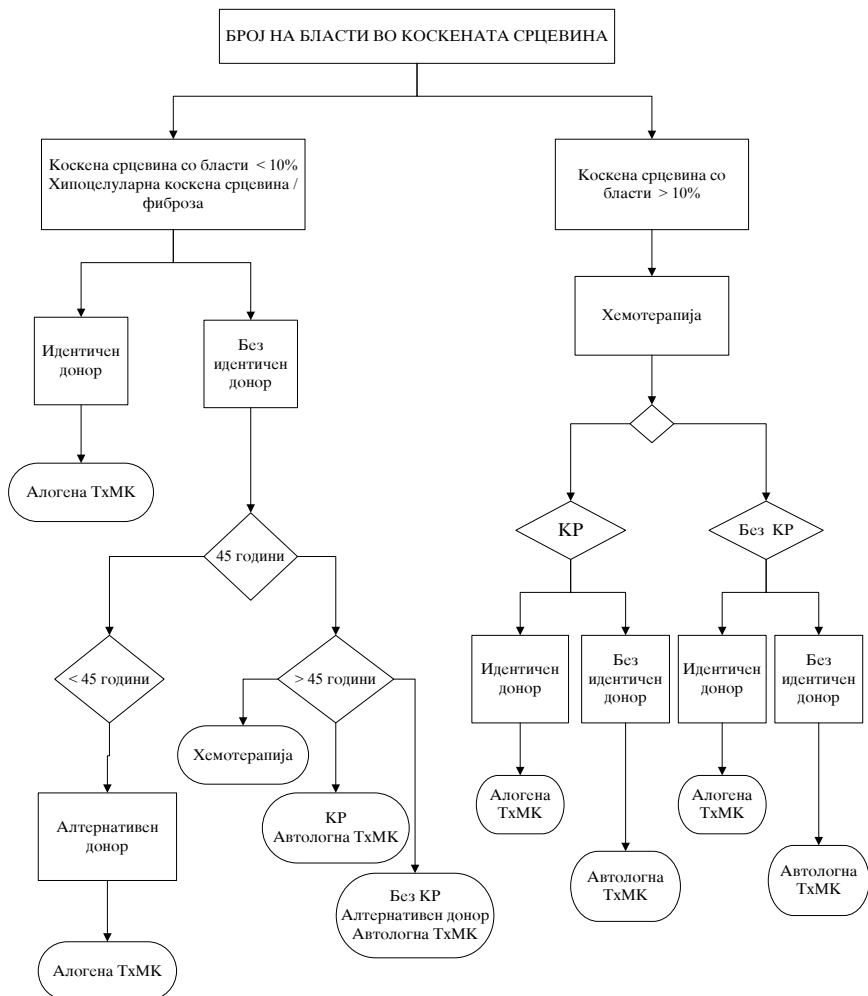 БРОЈ НА БЛАСТИ ВО КОСКЕНАТА СРЦЕВИНА
Коскена срцевина со бласти < 10%
Хипоцелуларна коскена срцевина /
фиброза
Коскена срцевина со
бласти > 10%
Идентичен
донор
Без
идентичен
донор
Хемотерапија
Алогена ТхМК
45 години
КР
Без КР
< 45 години
> 45 години
Идентичен
донор
Без
идентичен
донор
Идентичен
донор
Без
идентичен
донор
Хемотерапија
Алтернативен
донор
КР
Автологна ТхМК
Алогена
ТхМК
Алогена
ТхМК
Без КР
Алтернативен донор
Автологна ТхМК
Автологна
ТхМК
Автологна
ТхМК
Алогена ТхМК